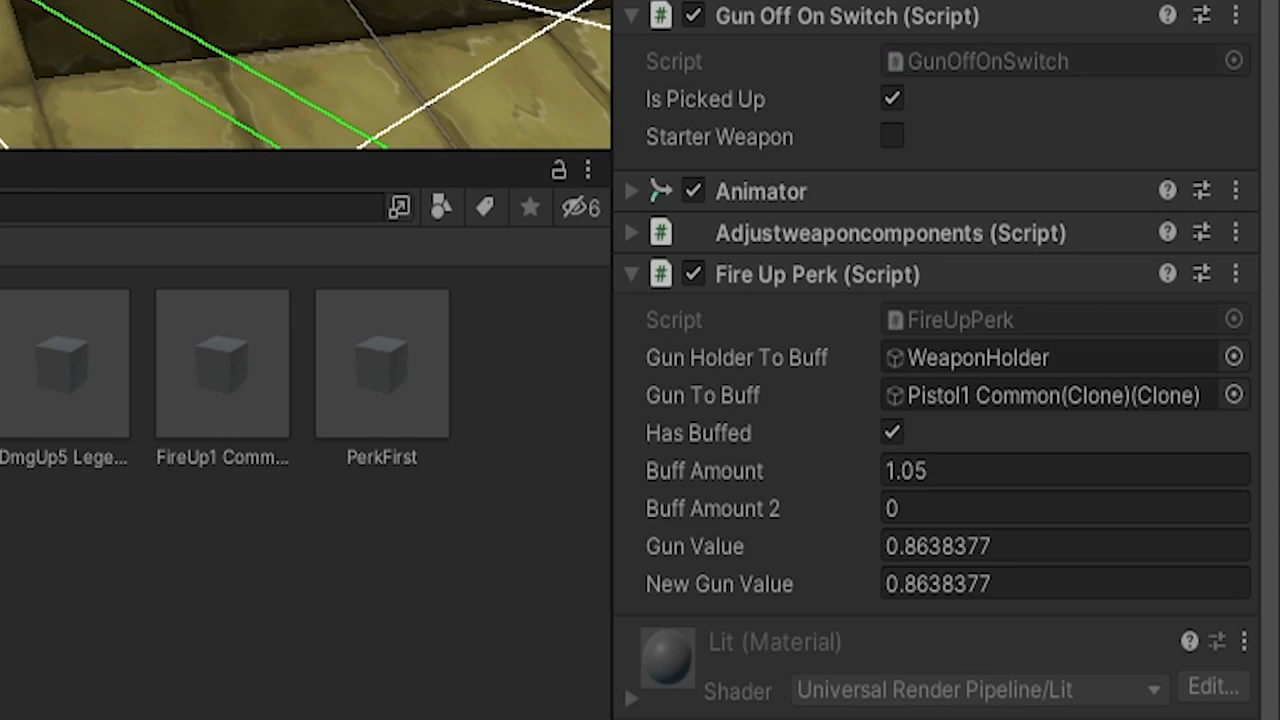 Gun Off On Switch (Script)
Script
GunOffOnSwitch
Is Picked Up
Starter Weapon
6
Animator
Adjustweaponcomponents (Script)
Fire Up Perk (Script)
Script
FireUpPerk
Gun Holder To Buff
WeaponHolder
Gun To Buff
Pistol1 Common(Clone)(Clone)
Has Buffed
Buff Amount
1.05
Buff Amount 2
0
Gun Value
0.8638377
New Gun Value
0.8638377
DmgUp5 Lege...
FireUp1 Comm...
PerkFirst
Lit (Material)
Shader
Universal Render Pipeline/Lit
Edit...